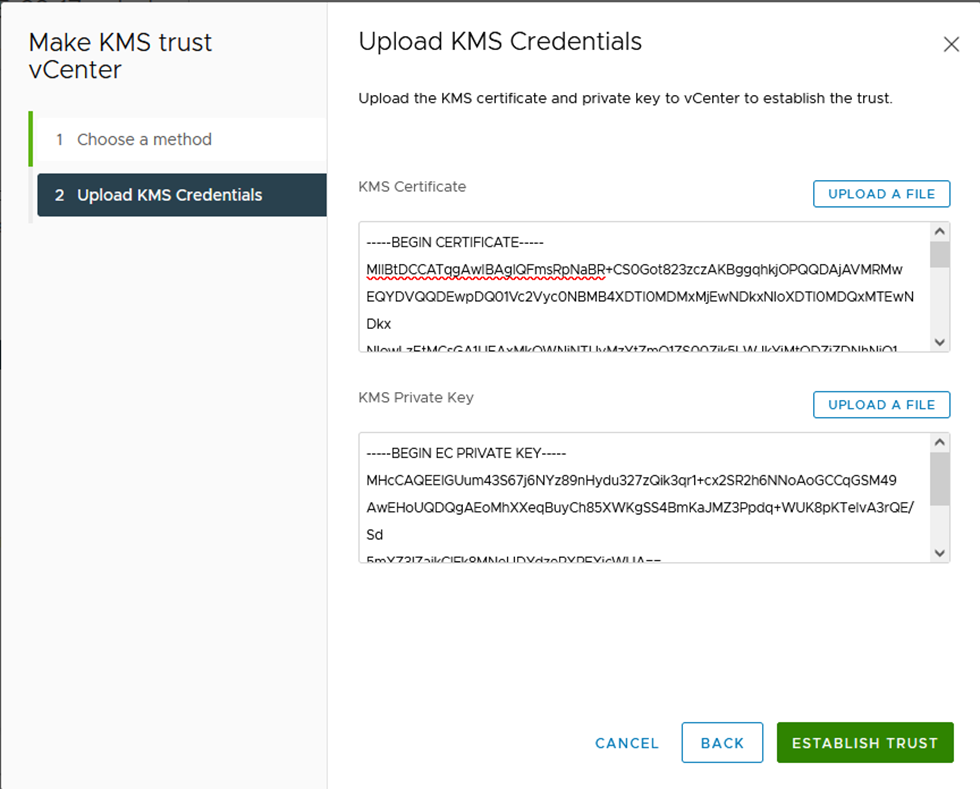 Make KMS trust
vCenter
1 Choose a method
2 Upload KMS Credentials
Upload KMS Credentials
Upload the KMS certificate and private key to vCenter to establish the trust.
KMS Certificate
UPLOAD A FILE
-----BEGIN CERTIFICATE-----
MIIBtDCCATqgAwIBAgIQFmsRpNaBR+CS0Got823zczAKBggqhkjOPQQDAjAVMRMw
EQYDVQQDEwpDQ01Vc2Vyc0NBMB4XDTI0MDMxMjEwNDkxNloXDTI0MDQxMTEwN
Dkx
KMS Private Key
UPLOAD A FILE
-----BEGIN EC PRIVATE KEY-----
MHcCAQEEIGUum43S67j6NYz89nHydu327zQik3qr1+cx2SR2h6NNoAoGCCqGSM49
AwEHoUQDQgAEoMhXXeqBuyCh85XWKgSS4BmKaJMZ3Ppdq+WUK8pKTelvA3rQE/
Sd
CANCEL
BACK
ESTABLISH TRUST